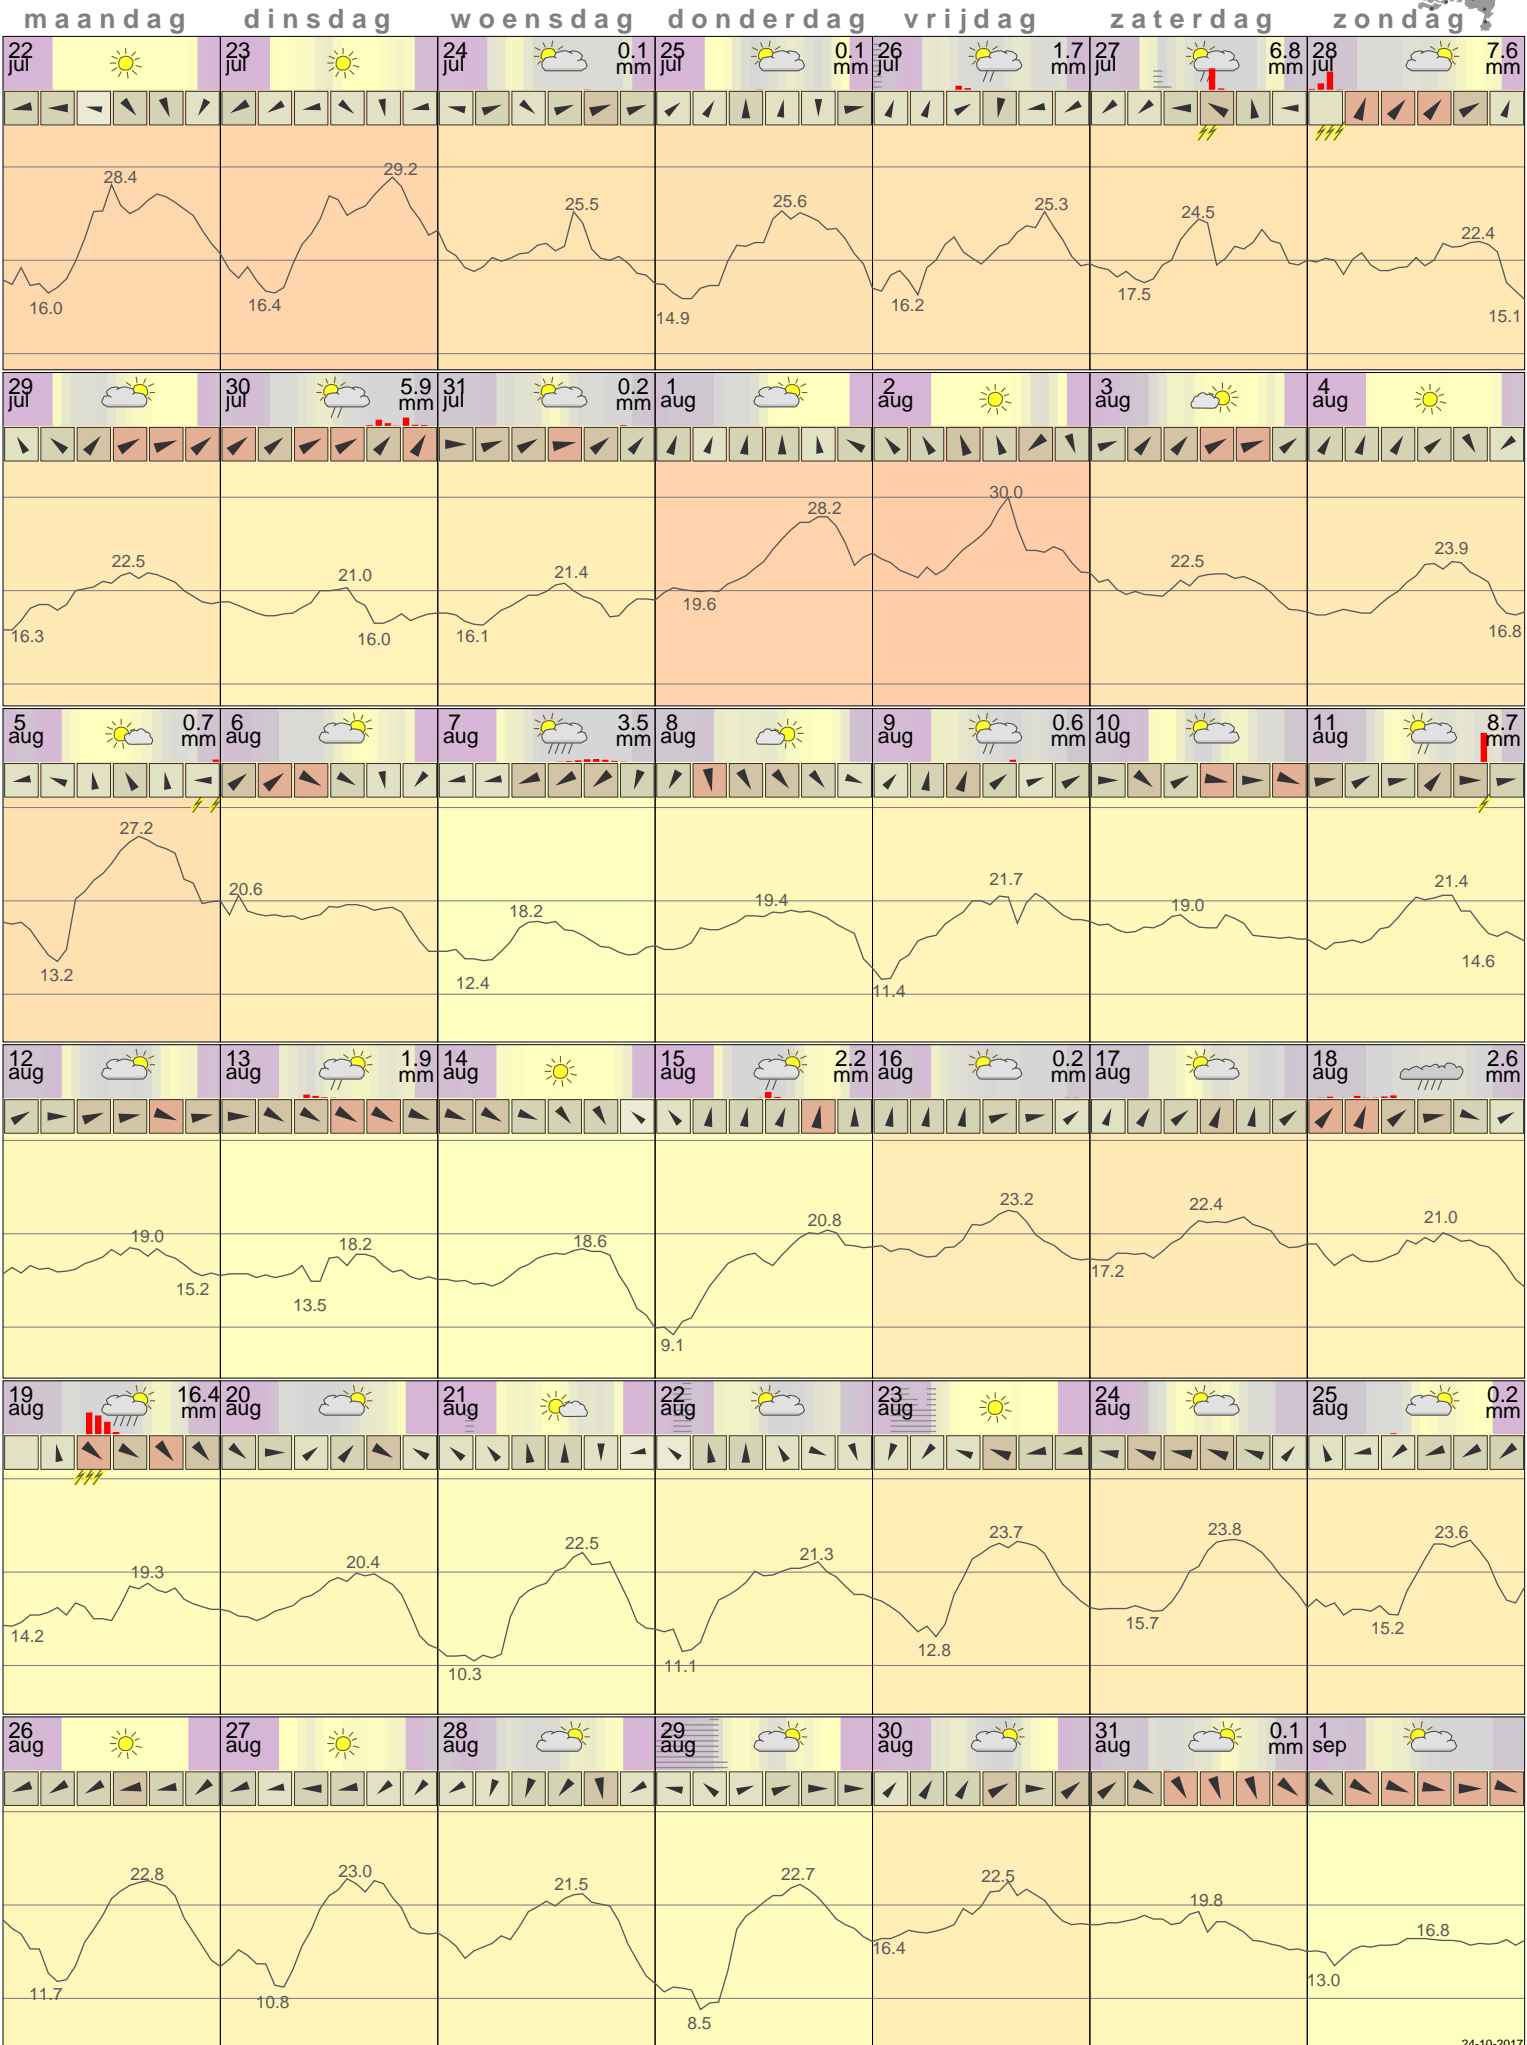 maandag dinsdag woensdag donderdag vrijdag zaterdag zondag
22 jul 23 jul 24 jul 0.1 mm 25 jul 0.1 mm 26 jul 1.7 mm 27 jul 6.8 mm 28 jul 7.6 mm
28.4 16.0 29.2 16.4 25.5 25.6 14.9 25.3 16.2 24.5 17.5 22.4 15.1
29 jul 30 jul 5.9 mm 31 jul 0.2 mm 1 aug 2 aug 3 aug 4 aug
22.5 16.3 21.0 16.0 21.4 16.1 28.2 19.6 30.0 22.5 23.9 16.8
5 aug 0.7 mm 6 aug 7 aug 3.5 mm 8 aug 9 aug 0.6 mm 10 aug 11 aug 8.7 mm
27.2 13.2 20.6 18.2 12.4 19.4 21.7 11.4 19.0 21.4 14.6
12 aug 13 aug 1.9 mm 14 aug 15 aug 2.2 mm 16 aug 0.2 mm 17 aug 18 aug 2.6 mm
19.0 15.2 18.2 13.5 18.6 20.8 9.1 23.2 22.4 17.2 21.0
19 aug 16.4 mm 20 aug 21 aug 22 aug 23 aug 24 aug 25 aug 0.2 mm
19.3 14.2 20.4 22.5 10.3 21.3 11.1 23.7 12.8 23.8 15.7 23.6 15.2
26 aug 27 aug 28 aug 29 aug 30 aug 31 aug 0.1 mm 1 sep
22.8 11.7 23.0 10.8 21.5 22.7 8.5 22.5 16.4 19.8 16.8 13.0
24-10-2017